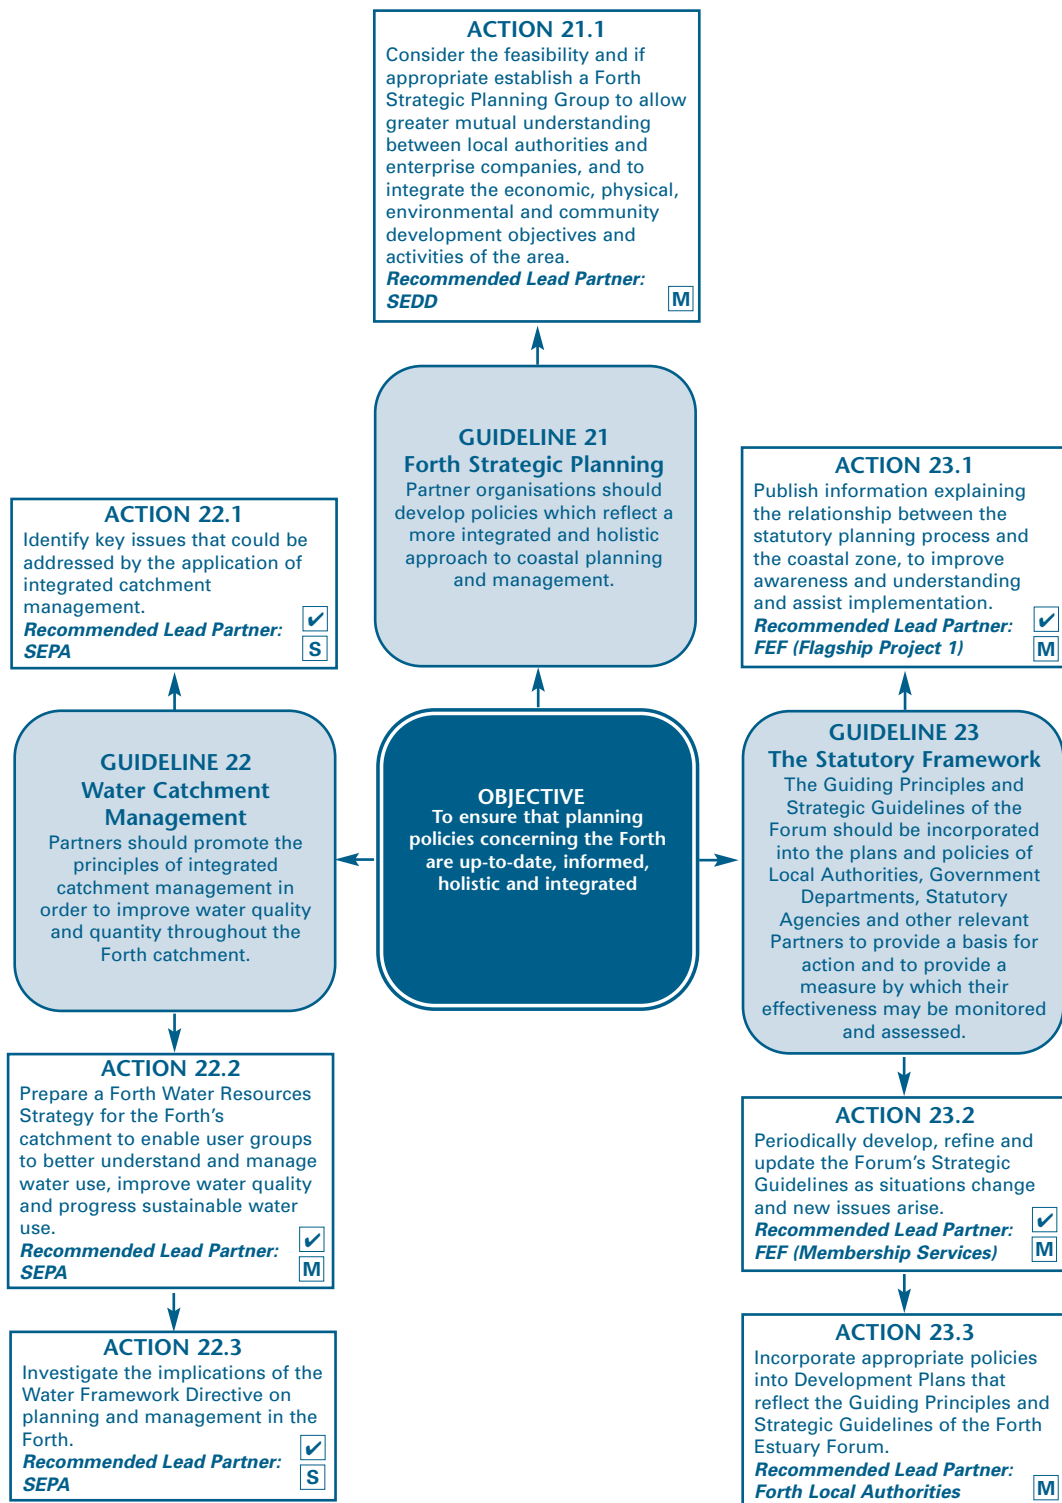 ACTION 21.1
Consider the feasibility and if
appropriate establish a Forth
Strategic Planning Group to allow
greater mutual understanding
between local authorities and
enterprise companies, and to
integrate the economic, physical,
environmental and community
development objectives and
activities of the area.
Recommended Lead Partner:
SEDD
M
GUIDELINE 21
Forth Strategic Planning
Partner organisations should
develop policies which reflect a
more integrated and holistic
approach to coastal planning
and management.
ACTION 22.1
Identify key issues that could be
addressed by the application of
integrated catchment
management.
Recommended Lead Partner:
SEPA
✔
S
ACTION 23.1
Publish information explaining
the relationship between the
statutory planning process and
the coastal zone, to improve
awareness and understanding
and assist implementation.
Recommended Lead Partner:
FEF (Flagship Project 1)
✔
M
GUIDELINE 22
Water Catchment
Management
Partners should promote the
principles of integrated
catchment management in
order to improve water quality
and quantity throughout the
Forth catchment.
OBJECTIVE
To ensure that planning
policies concerning the Forth
are up-to-date, informed,
holistic and integrated
GUIDELINE 23
The Statutory Framework
The Guiding Principles and
Strategic Guidelines of the
Forum should be incorporated
into the plans and policies of
Local Authorities, Government
Departments, Statutory
Agencies and other relevant
Partners to provide a basis for
action and to provide a
measure by which their
effectiveness may be monitored
and assessed.
ACTION 22.2
Prepare a Forth Water Resources
Strategy for the Forth’s
catchment to enable user groups
to better understand and manage
water use, improve water quality
and progress sustainable water
use.
Recommended Lead Partner:
SEPA
✔
M
ACTION 23.2
Periodically develop, refine and
update the Forum’s Strategic
Guidelines as situations change
and new issues arise.
Recommended Lead Partner:
FEF (Membership Services)
✔
M
ACTION 22.3
Investigate the implications of the
Water Framework Directive on
planning and management in the
Forth.
Recommended Lead Partner:
SEPA
✔
S
ACTION 23.3
Incorporate appropriate policies
into Development Plans that
reflect the Guiding Principles and
Strategic Guidelines of the Forth
Estuary Forum.
Recommended Lead Partner:
Forth Local Authorities
M